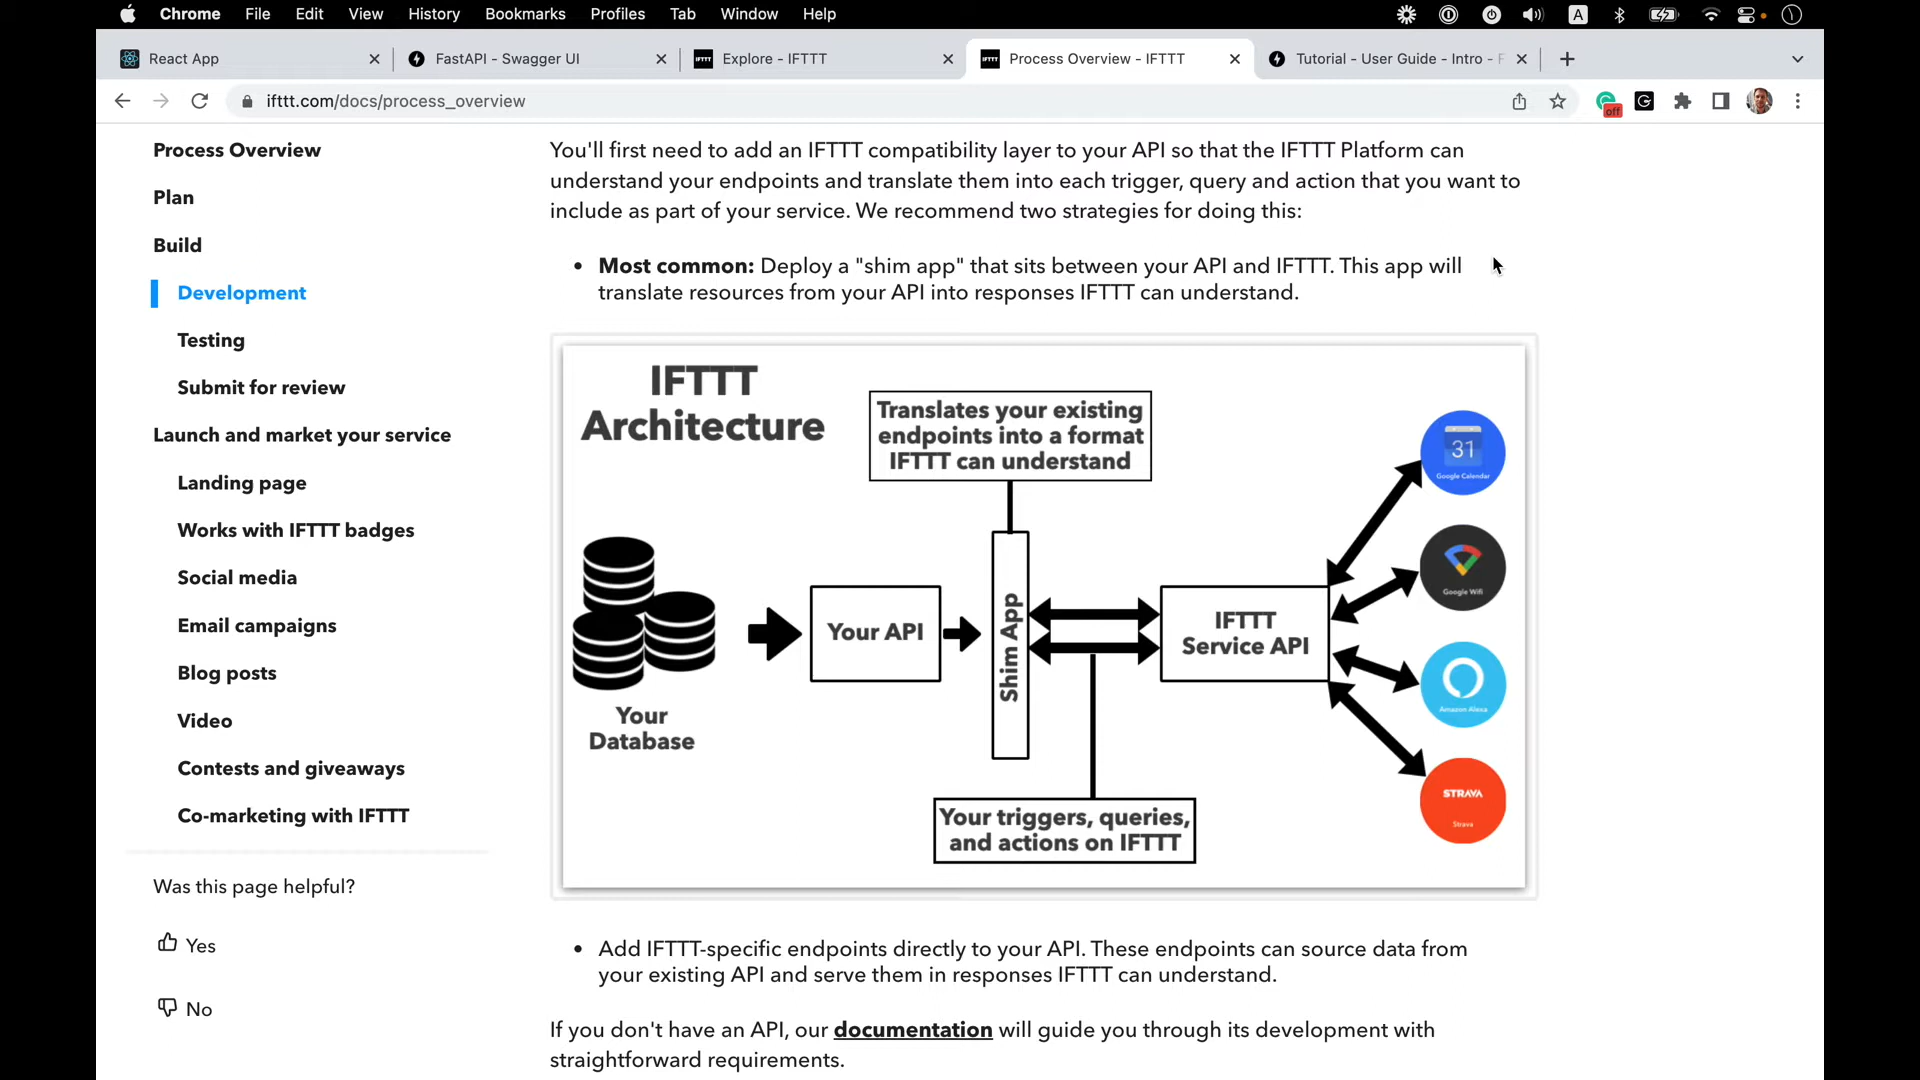 Chrome File Edit View History Bookmarks Profiles Tab Window Help
React App
FastAPI - Swagger UI
Explore - IFTTT
Process Overview - IFTTT
Tutorial - User Guide - Intro - F
ifttt.com/docs/process_overview
off
Process Overview
Plan
Build
Development
Testing
Submit for review
Launch and market your service
Landing page
Works with IFTTT badges
Social media
Email campaigns
Blog posts
Video
Contests and giveaways
Co-marketing with IFTTT
Was this page helpful?
Yes
No
You'll first need to add an IFTTT compatibility layer to your API so that the IFTTT Platform can
understand your endpoints and translate them into each trigger, query and action that you want to
include as part of your service. We recommend two strategies for doing this:
• Most common: Deploy a "shim app" that sits between your API and IFTTT. This app will
translate resources from your API into responses IFTTT can understand.
IFTTT
Architecture
Translates your existing
endpoints into a format
IFTTT can understand
Your
Database
Your API
Shim App
IFTTT
Service API
Your triggers, queries,
and actions on IFTTT
31
Google Calendar
Google Wifi
Amazon Alexa
STRAVA
Strava
• Add IFTTT-specific endpoints directly to your API. These endpoints can source data from
your existing API and serve them in responses IFTTT can understand.
If you don't have an API, our documentation will guide you through its development with
straightforward requirements.